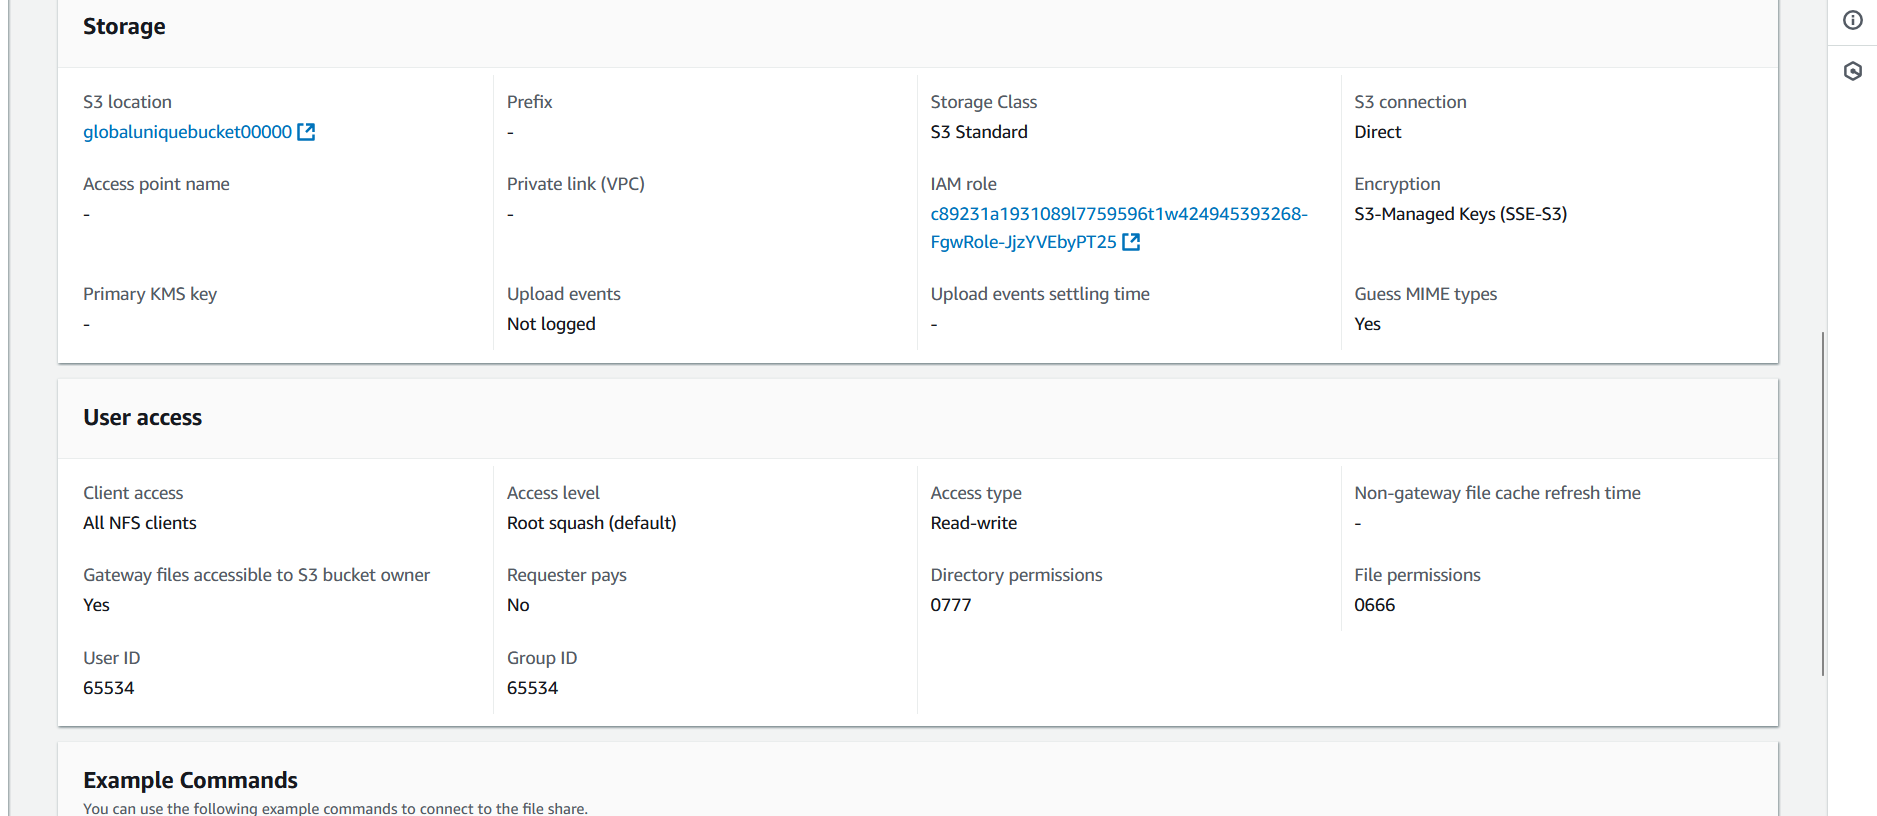 Storage
S3 location
globaluniquebucket00000
Prefix
-
Storage Class
S3 Standard
S3 connection
Direct
Access point name
-
Private link (VPC)
-
IAM role
c89231a1931089l7759596t1w424945393268-
FgwRole-JjzYVEbyPT25
Encryption
S3-Managed Keys (SSE-S3)
Primary KMS key
-
Upload events
Not logged
Upload events settling time
-
Guess MIME types
Yes
User access
Client access
All NFS clients
Access level
Root squash (default)
Access type
Read-write
Non-gateway file cache refresh time
-
Gateway files accessible to S3 bucket owner
Yes
Requester pays
No
Directory permissions
0777
File permissions
0666
User ID
65534
Group ID
65534
Example Commands
You can use the following example commands to connect to the file share.